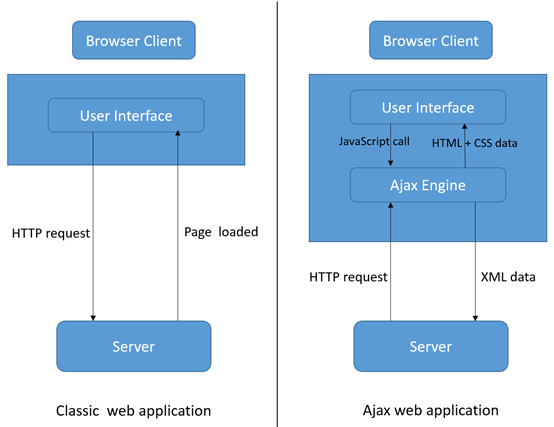 Browser Client
User Interface
HTTP request
Page loaded
Server
Classic web application
Browser Client
User Interface
JavaScript call
HTML + CSS data
Ajax Engine
HTTP request
XML data
Server
Ajax web application